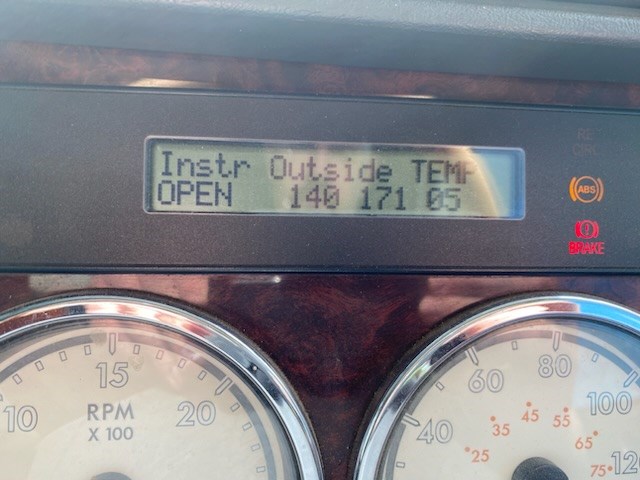 Instr Outside TEMP
OPEN 140 171 05
ABS
BRAKE
10 15 20
RPM
X 100
40 60 80 100 120
25 35 45 55 65 75